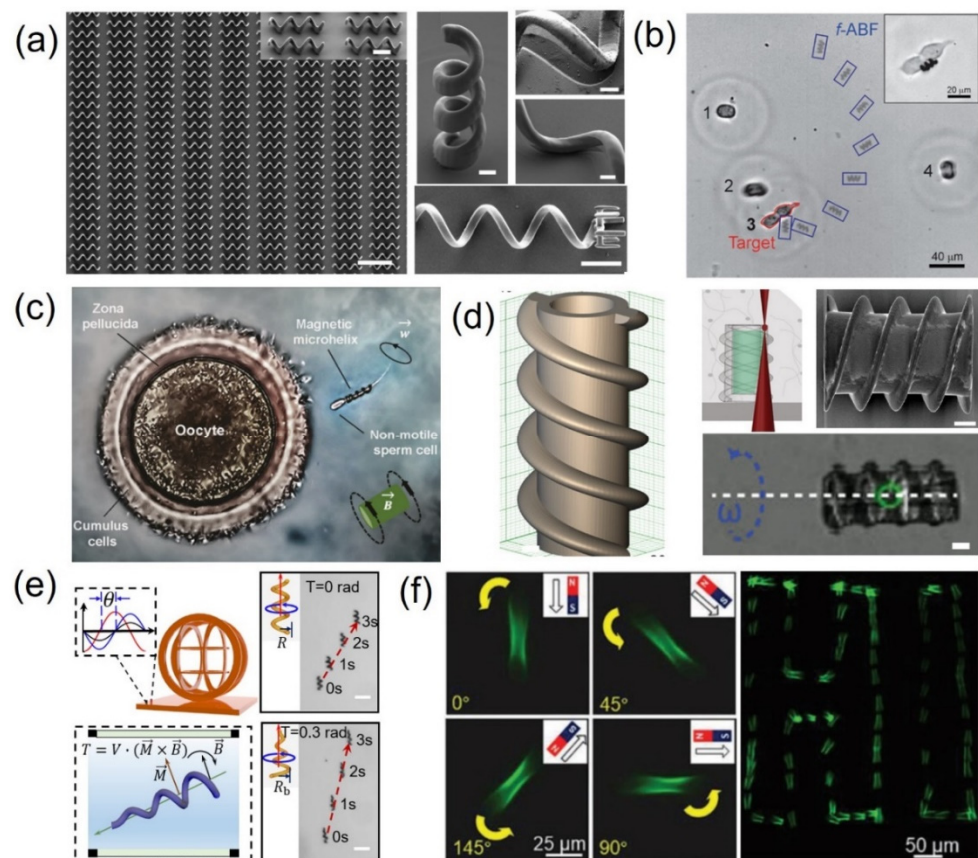 (a)
(b)
f-ABF
20 μm
1
2
3
4
Target
40 μm
(c)
Zona
pellucida
Magnetic
microhelix
w
Oocyte
Non-motile
sperm cell
B
Cumulus
cells
(d)
ω
(e)
θ
T=0 rad
R
3s
2s
1s
0s
T = V·(M × B)
B
M
T=0.3 rad
R_b
3s
2s
1s
0s
(f)
N
S
0°
N
S
45°
N
S
145°
25 μm
N
S
90°
50 μm